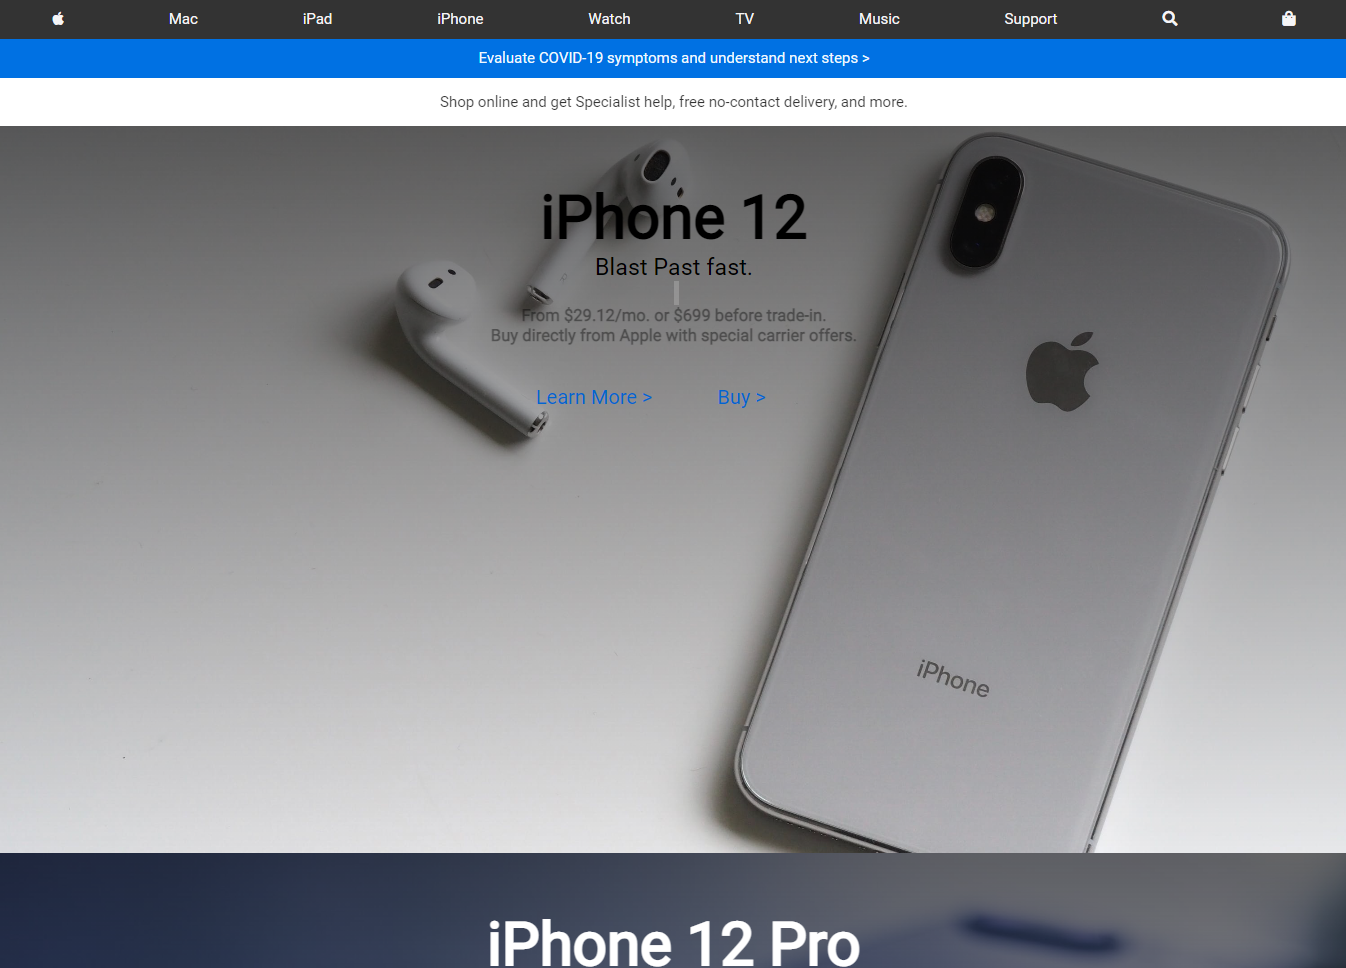 Mac iPad iPhone Watch TV Music Support
Evaluate COVID-19 symptoms and understand next steps >
Shop online and get Specialist help, free no-contact delivery, and more.
iPhone 12
Blast Past fast.
From $29.12/mo. or $699 before trade-in.
Buy directly from Apple with special carrier offers.
Learn More > Buy >
iPhone
iPhone 12 Pro